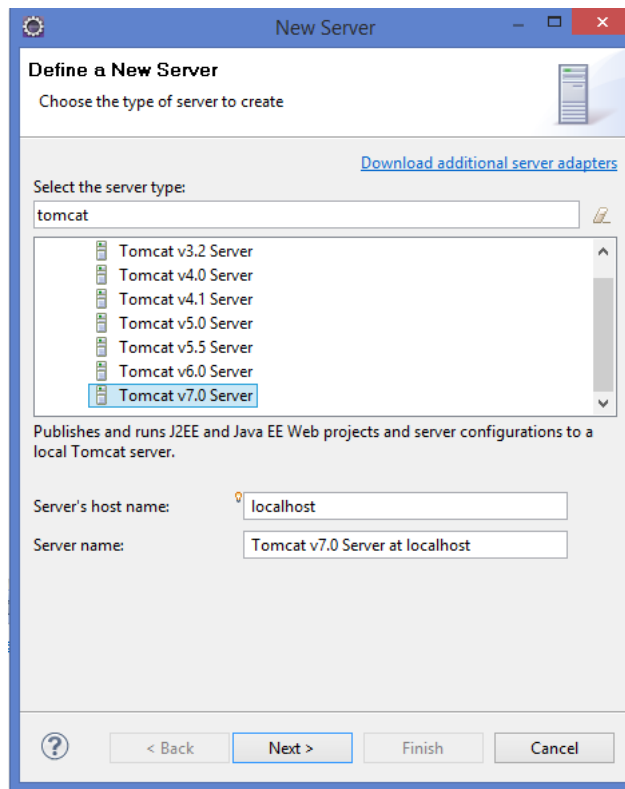 New Server
Define a New Server
Choose the type of server to create
Download additional server adapters
Select the server type:
tomcat
Tomcat v3.2 Server
Tomcat v4.0 Server
Tomcat v4.1 Server
Tomcat v5.0 Server
Tomcat v5.5 Server
Tomcat v6.0 Server
Tomcat v7.0 Server
Publishes and runs J2EE and Java EE Web projects and server configurations to a
local Tomcat server.
Server's host name: localhost
Server name: Tomcat v7.0 Server at localhost
? < Back Next > Finish Cancel